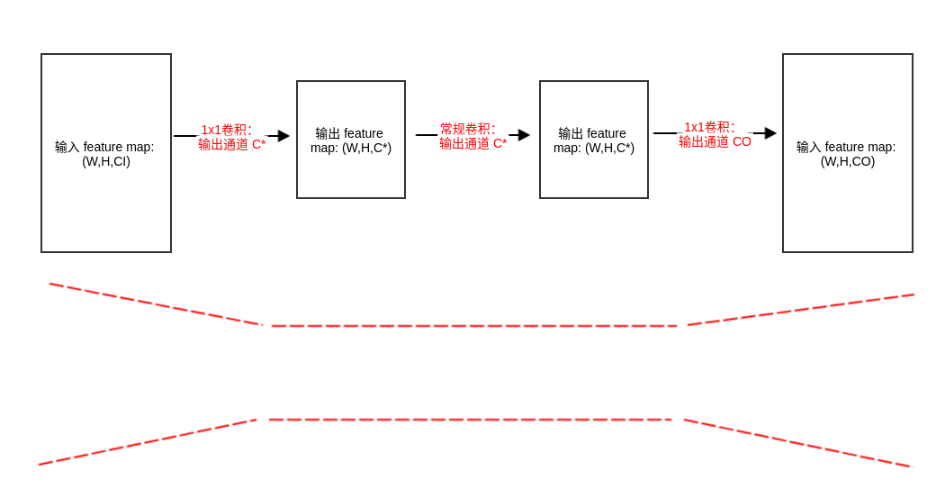 输入 feature map:
(W,H,CI)
1x1卷积：
输出通道 C*
输出 feature
map: (W,H,C*)
常规卷积：
输出通道 C*
输出 feature
map: (W,H,C*)
1x1卷积：
输出通道 CO
输入 feature map:
(W,H,CO)